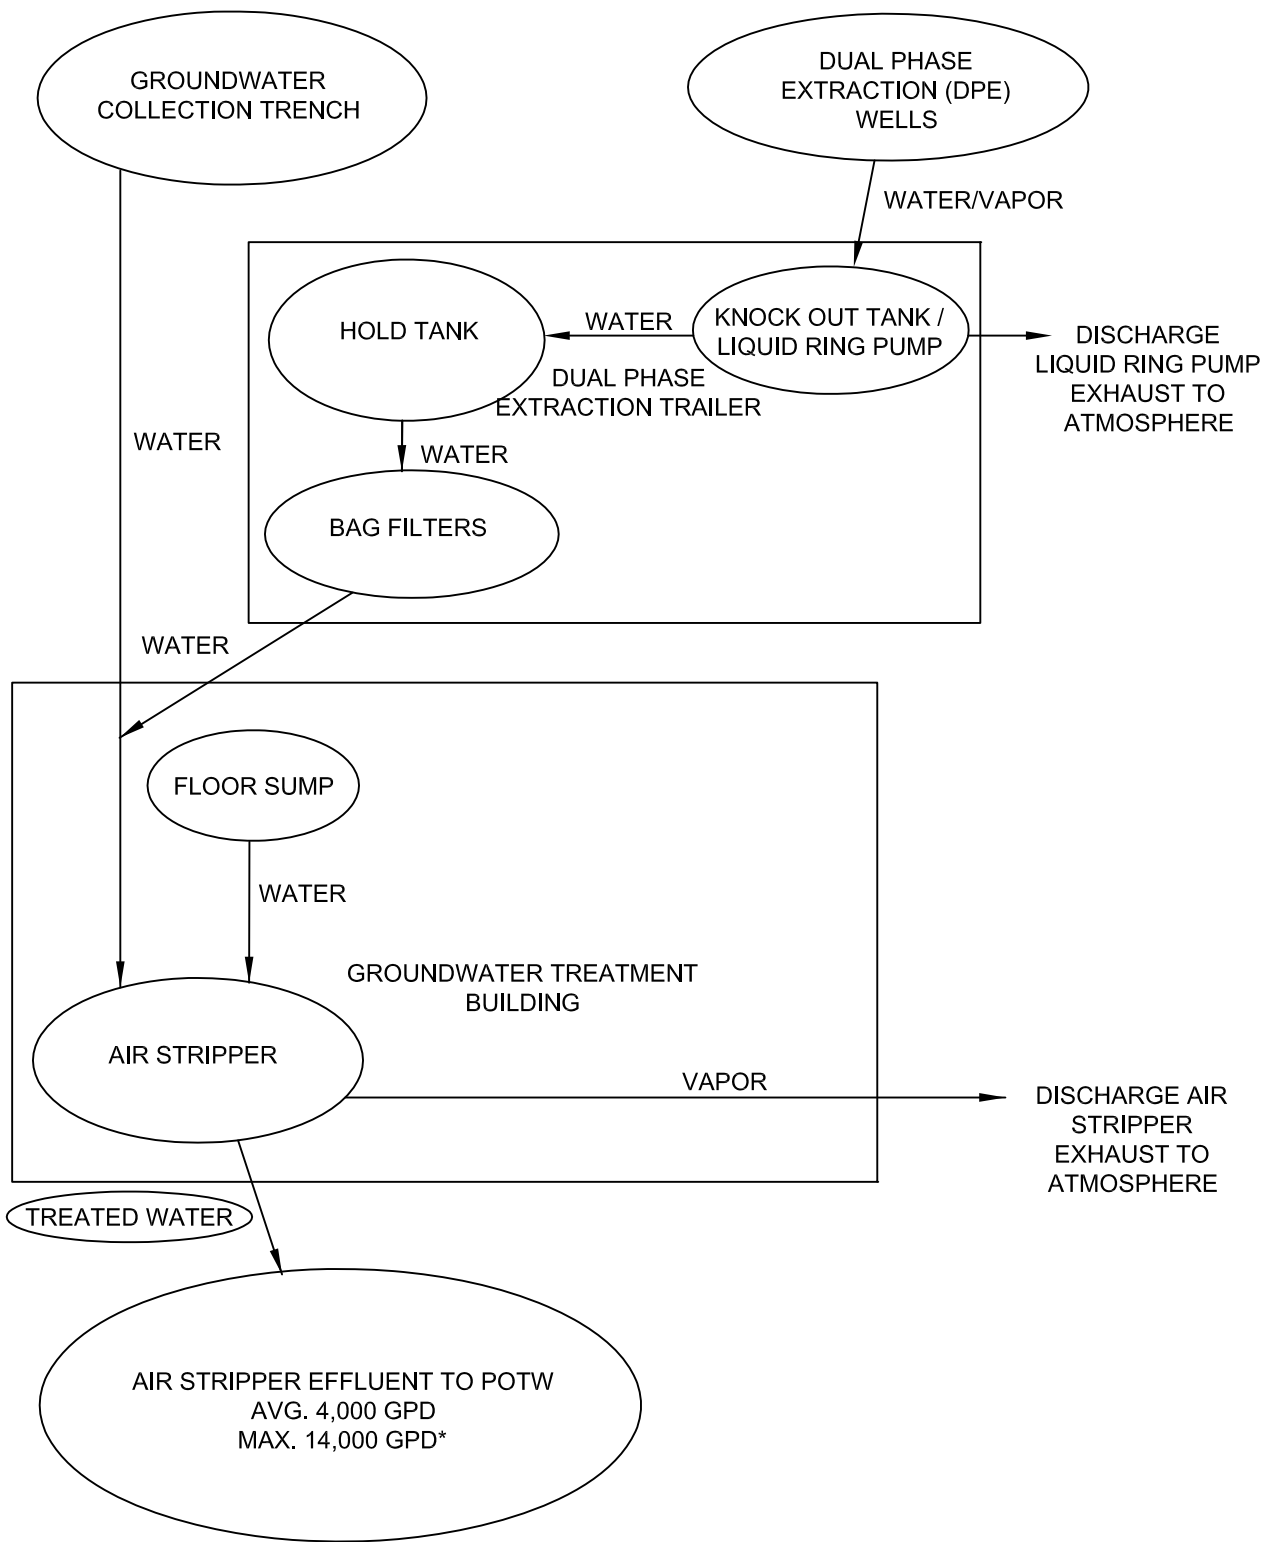 GROUNDWATER
COLLECTION TRENCH
DUAL PHASE
EXTRACTION (DPE)
WELLS
WATER/VAPOR
HOLD TANK
WATER
KNOCK OUT TANK /
LIQUID RING PUMP
DISCHARGE
LIQUID RING PUMP
EXHAUST TO
ATMOSPHERE
DUAL PHASE
EXTRACTION TRAILER
WATER
WATER
BAG FILTERS
WATER
FLOOR SUMP
WATER
GROUNDWATER TREATMENT
BUILDING
AIR STRIPPER
VAPOR
DISCHARGE AIR
STRIPPER
EXHAUST TO
ATMOSPHERE
TREATED WATER
AIR STRIPPER EFFLUENT TO POTW
AVG. 4,000 GPD
MAX. 14,000 GPD*